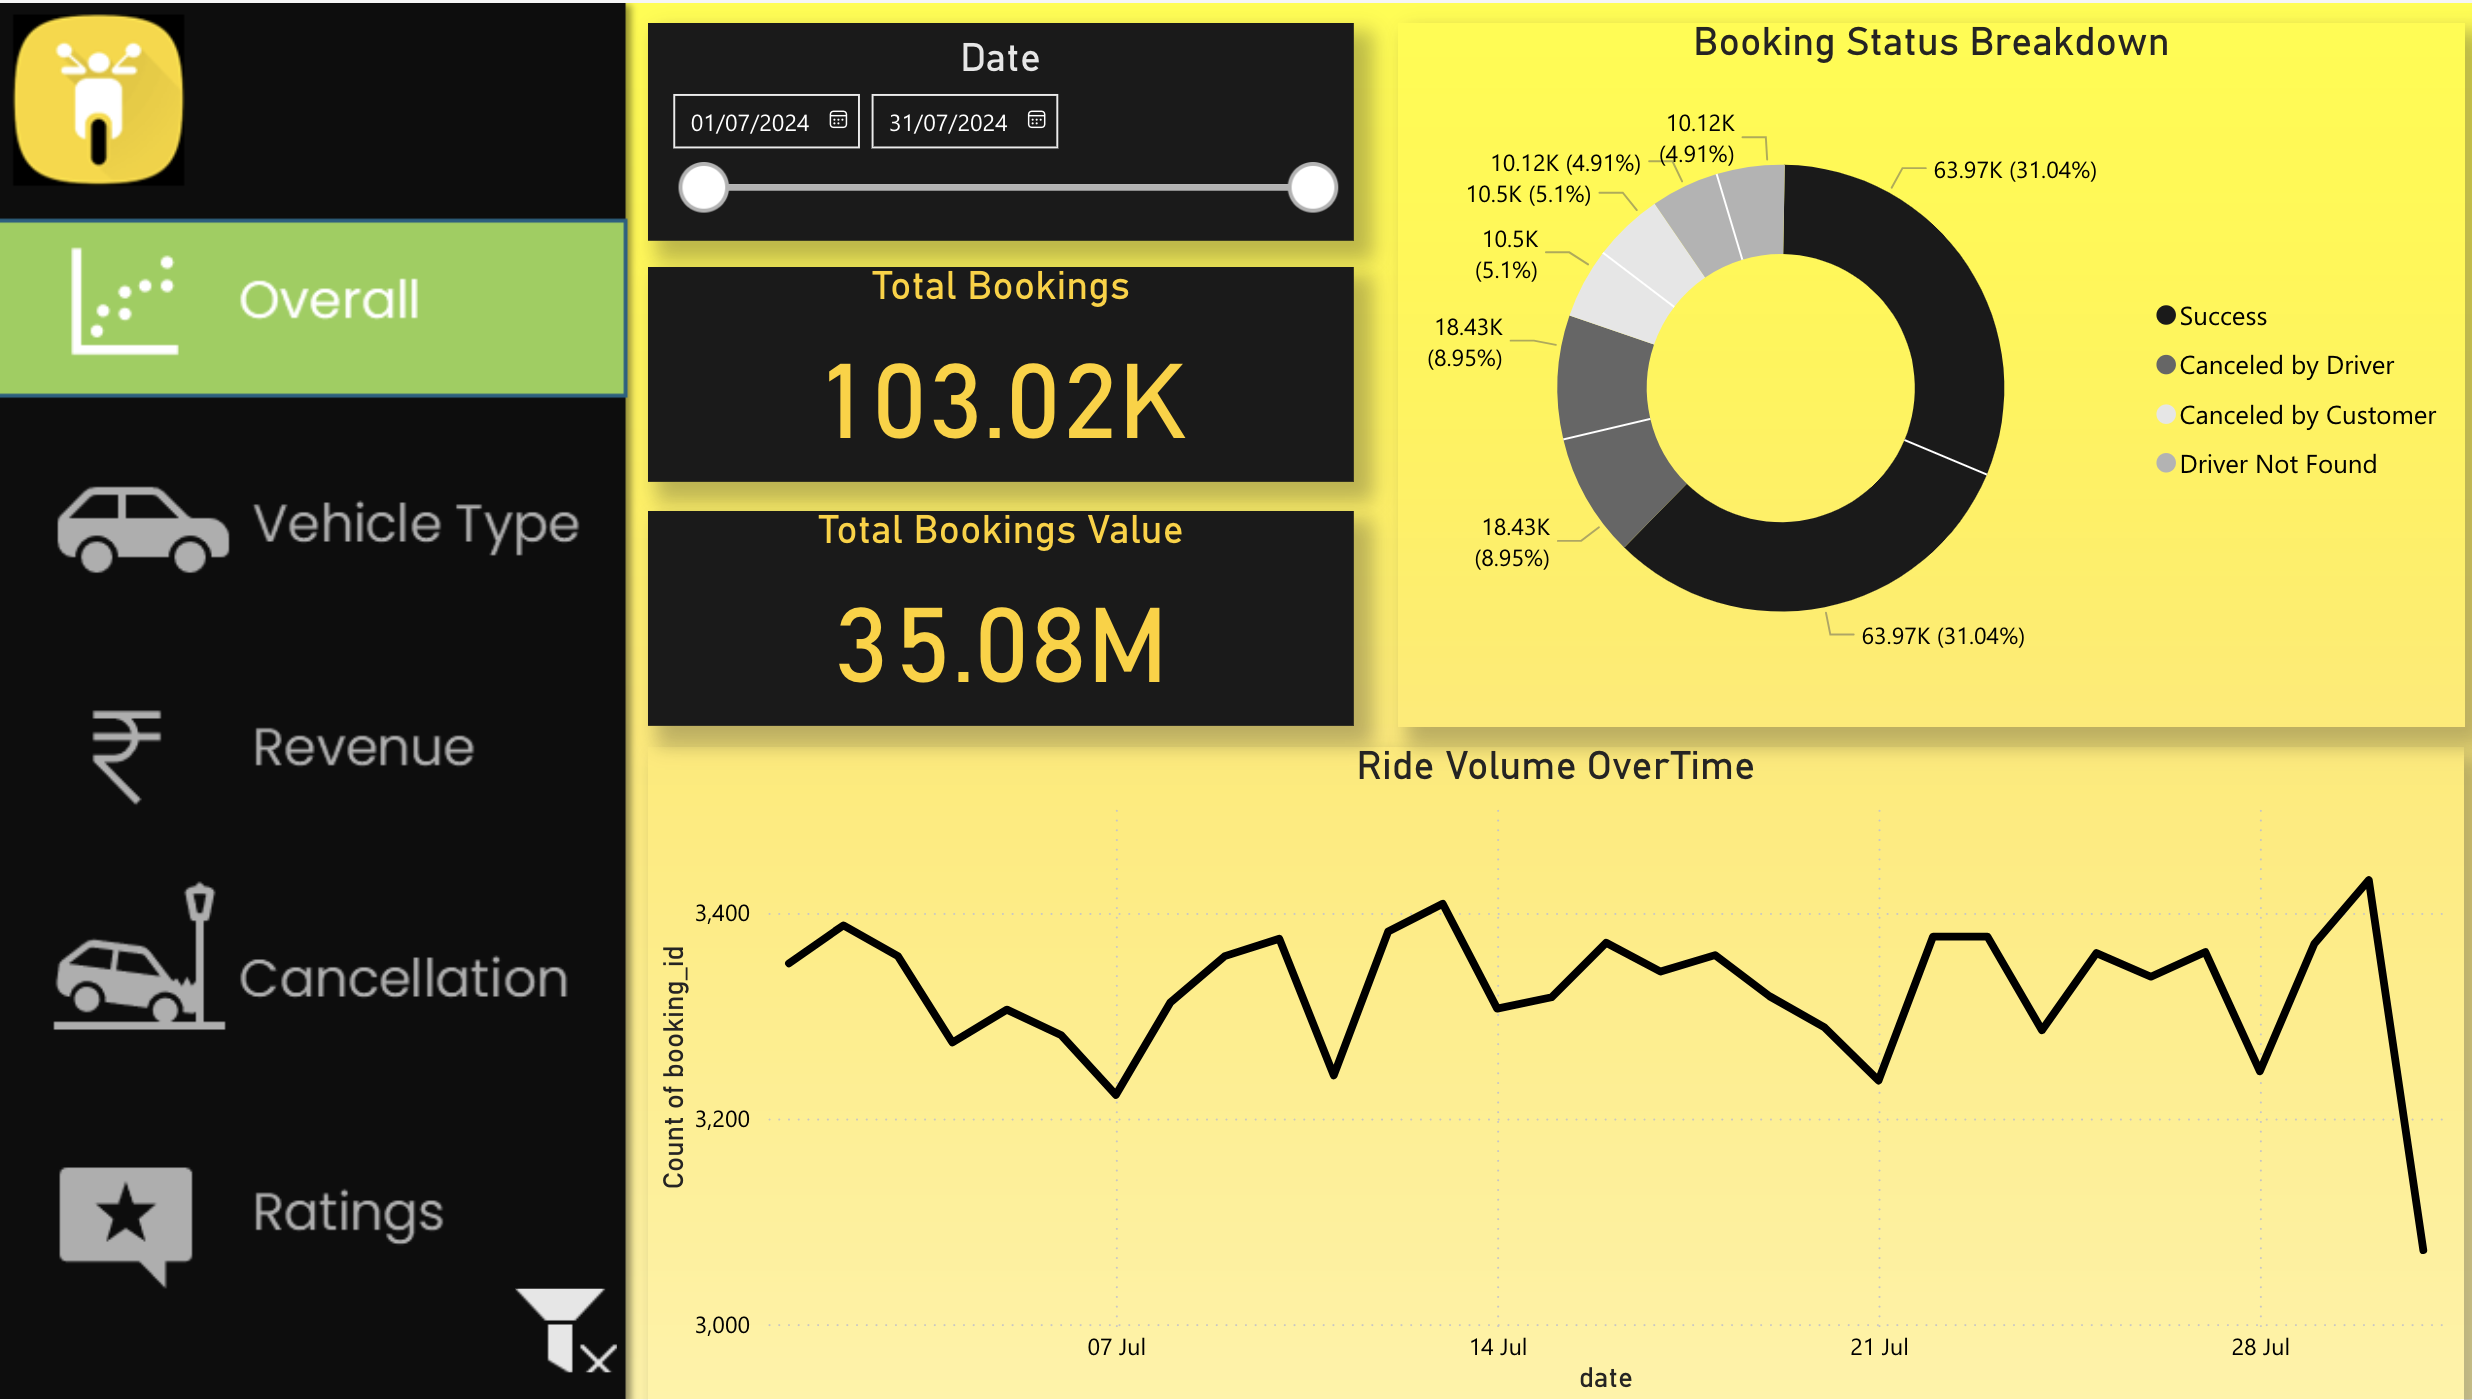 Overall
Vehicle Type
Revenue
Cancellation
Ratings
Date
01/07/2024
31/07/2024
Total Bookings
103.02K
Total Bookings Value
35.08M
Booking Status Breakdown
10.12K
(4.91%)
10.12K (4.91%)
10.5K (5.1%)
10.5K
(5.1%)
18.43K
(8.95%)
18.43K
(8.95%)
63.97K (31.04%)
63.97K (31.04%)
Success
Canceled by Driver
Canceled by Customer
Driver Not Found
Ride Volume OverTime
Count of booking_id
3,400
3,200
3,000
07 Jul
14 Jul
21 Jul
28 Jul
date